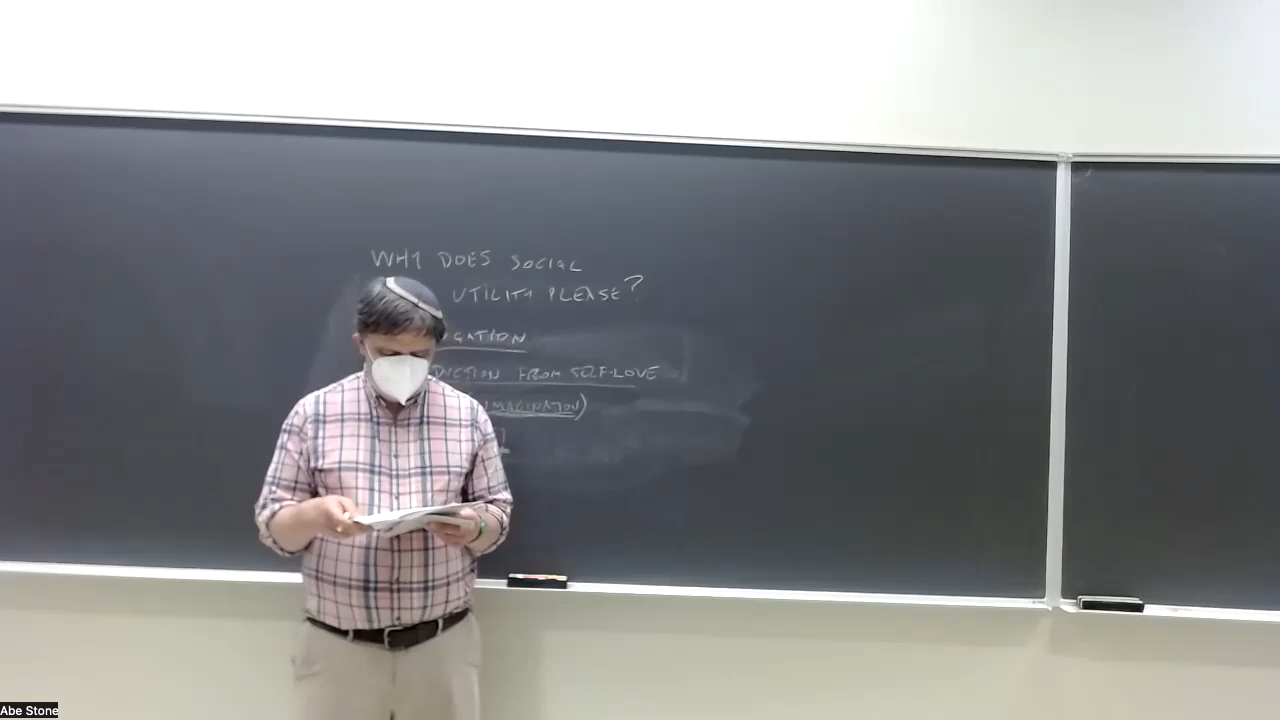 WHY DOES SOCIAL
UTILITY PLEASE?
GATION
DUCTION FROM SELF-LOVE
IMAGINATION)
Abe Stone